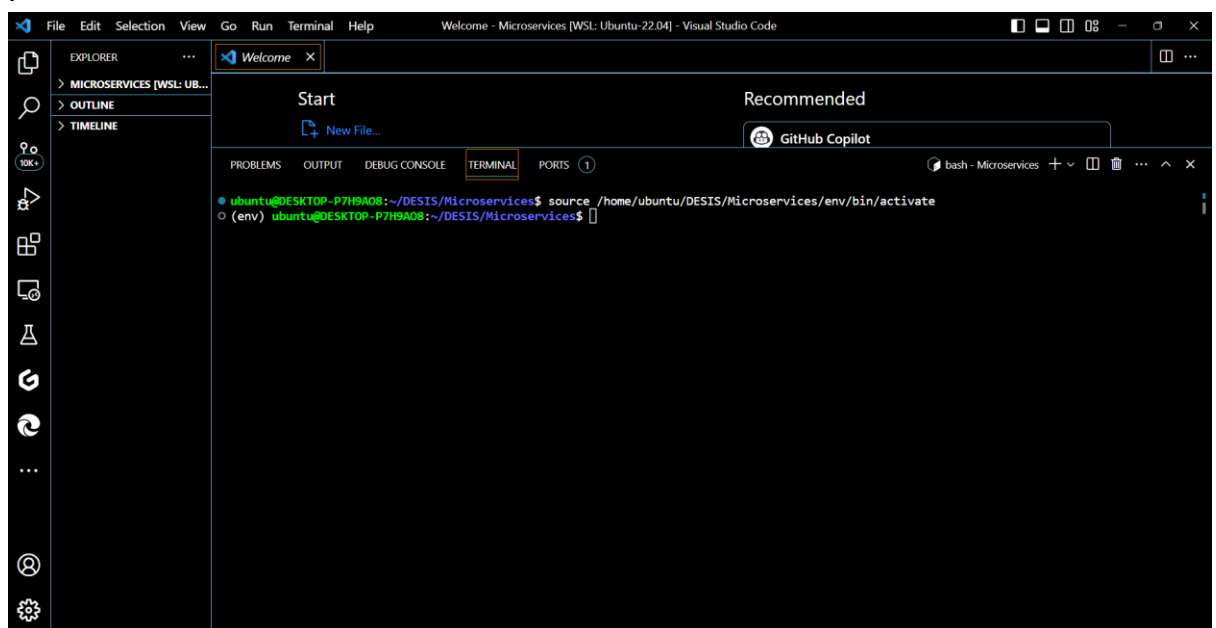 File Edit Selection View Go Run Terminal Help Welcome - Microservices [WSL: Ubuntu-22.04] - Visual Studio Code
EXPLORER ···
Welcome
MICROSERVICES [WSL: UB...
OUTLINE
TIMELINE
Start
New File...
Recommended
GitHub Copilot
10K+
PROBLEMS OUTPUT DEBUG CONSOLE TERMINAL PORTS 1 bash - Microservices
ubuntu@DESKTOP-P7H9AO8:~/DESIS/Microservices$ source /home/ubuntu/DESIS/Microservices/env/bin/activate
(env) ubuntu@DESKTOP-P7H9AO8:~/DESIS/Microservices$